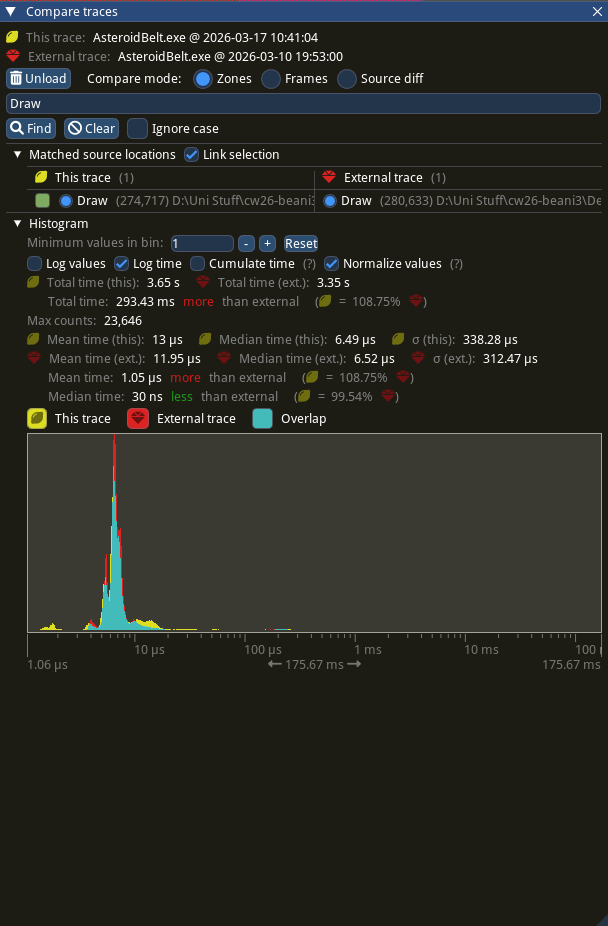 Compare traces
This trace: AsteroidBelt.exe @ 2026-03-17 10:41:04
External trace: AsteroidBelt.exe @ 2026-03-10 19:53:00
Unload Compare mode: Zones Frames Source diff
Draw
Find Clear Ignore case
Matched source locations Link selection
This trace (1) External trace (1)
Draw (274,717) D:\Uni Stuff\cw26-beani3 Draw (280,633) D:\Uni Stuff\cw26-beani3\De
Histogram
Minimum values in bin: 1 - + Reset
Log values Log time Cumulate time (?) Normalize values (?)
Total time (this): 3.65 s Total time (ext.): 3.35 s
Total time: 293.43 ms more than external ( = 108.75% )
Max counts: 23,646
Mean time (this): 13 µs Median time (this): 6.49 µs σ (this): 338.28 µs
Mean time (ext.): 11.95 µs Median time (ext.): 6.52 µs σ (ext.): 312.47 µs
Mean time: 1.05 µs more than external ( = 108.75% )
Median time: 30 ns less than external ( = 99.54% )
This trace External trace Overlap
10 µs 100 µs 1 ms 10 ms 100
1.06 µs 175.67 ms 175.67 ms